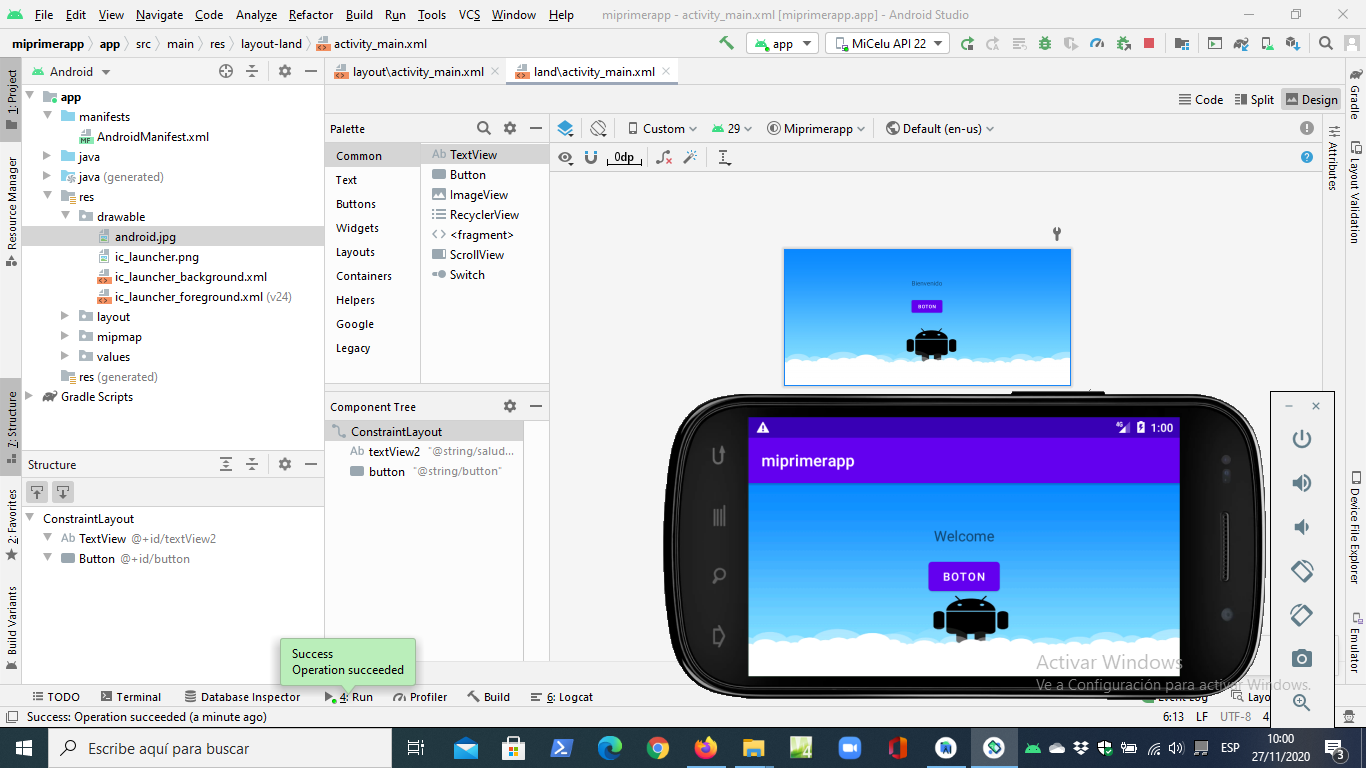 File Edit View Navigate Code Analyze Refactor Build Run Tools VCS Window Help miprimerapp - activity_main.xml [miprimerapp.app] - Android Studio
miprimerapp app src main res layout-land activity_main.xml app MiCelu API 22
1: Project
Resource Manager
7: Structure
2: Favorites
Build Variants
Android
app
manifests
AndroidManifest.xml
java
java (generated)
res
drawable
android.jpg
ic_launcher.png
ic_launcher_background.xml
ic_launcher_foreground.xml (v24)
layout
mipmap
values
res (generated)
Gradle Scripts
Structure
ConstraintLayout
Ab TextView @+id/textView2
Button @+id/button
layout\activity_main.xml land\activity_main.xml
Code Split Design
Palette
Common
Text
Buttons
Widgets
Layouts
Containers
Helpers
Google
Legacy
Ab TextView
Button
ImageView
RecyclerView
<fragment>
ScrollView
Switch
Custom 29 Miprimerapp Default (en-us)
0dp
Component Tree
ConstraintLayout
Ab textView2 "@string/salud...
button "@string/button"
Bienvenido
BOTON
4G 1:00
miprimerapp
Welcome
BOTON
Gradle
Attributes
Layout Validation
Device File Explorer
Emulator
Success
Operation succeeded
Activar Windows
Ve a Configuración para activar Windows.
TODO Terminal Database Inspector 4: Run Profiler Build 6: Logcat Event Log Layo
Success: Operation succeeded (a minute ago) 6:13 LF UTF-8 4
Escribe aquí para buscar ESP 10:00
27/11/2020 3